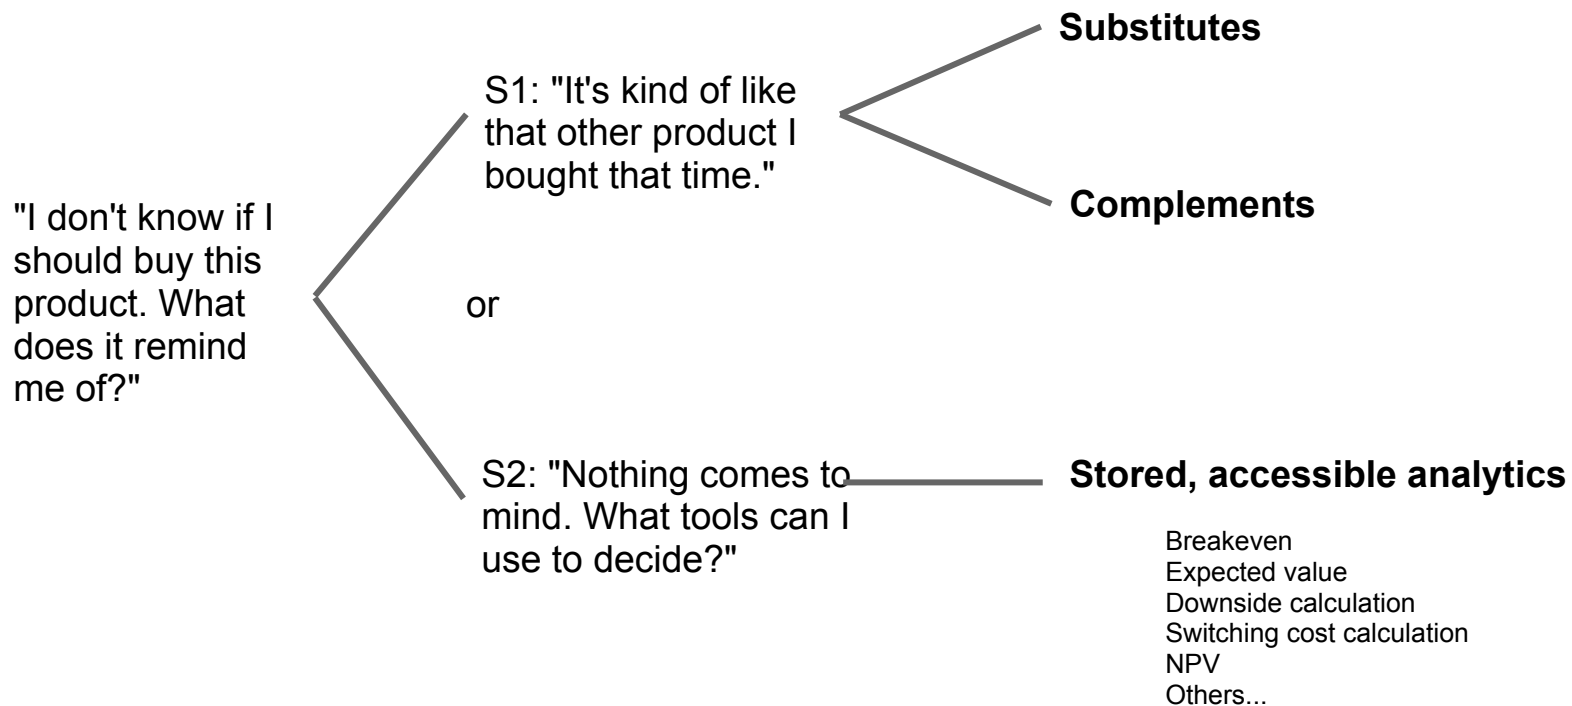 "I don't know if I
should buy this
product. What
does it remind
me of?"
S1: "It's kind of like
that other product I
bought that time."
or
S2: "Nothing comes to
mind. What tools can I
use to decide?"
Substitutes
Complements
Stored, accessible analytics
Breakeven
Expected value
Downside calculation
Switching cost calculation
NPV
Others...